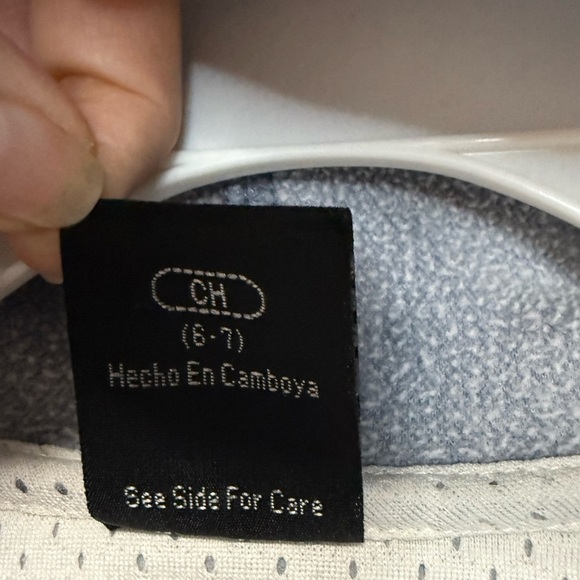 CH
(6-7)
Hecho En Camboya
See Side For Care